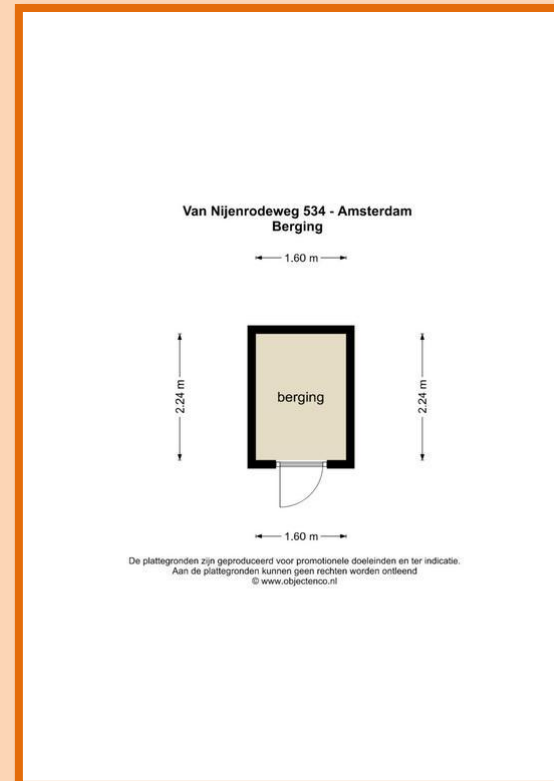 Van Nijenrodeweg 534 - Amsterdam
Berging
1.60 m
2.24 m
berging
2.24 m
1.60 m
De plattegronden zijn geproduceerd voor promotionele doeleinden en ter indicatie.
Aan de plattegronden kunnen geen rechten worden ontleend
© www.objectenco.nl